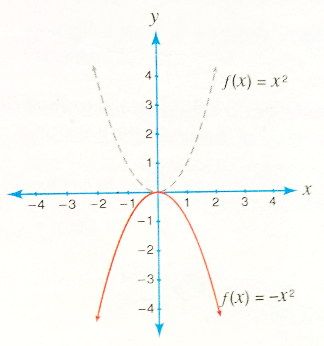 y
4
f(x) = x²
3
2
1
x
-4 -3 -2 -1 1 2 3 4
-1
-2
-3
f(x) = -x²
-4